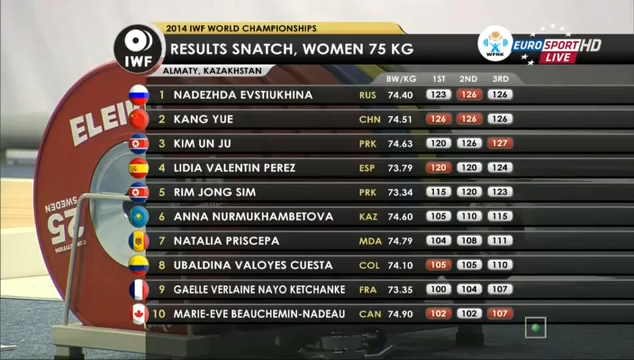 2014 IWF WORLD CHAMPIONSHIPS
IWF
RESULTS SNATCH, WOMEN 75 KG
WFRK
EUROSPORT HD
LIVE
ALMATY, KAZAKHSTAN
BW/KG 1ST 2ND 3RD
1 NADEZHDA EVSTIUKHINA RUS 74.40 123 126 126
2 KANG YUE CHN 74.51 126 126 126
3 KIM UN JU PRK 74.63 120 126 127
4 LIDIA VALENTIN PEREZ ESP 73.79 120 120 124
5 RIM JONG SIM PRK 73.34 115 120 123
6 ANNA NURMUKHAMBETOVA KAZ 74.60 105 110 115
7 NATALIA PRISCEPA MDA 74.79 104 108 111
8 UBALDINA VALOYES CUESTA COL 74.10 105 105 110
9 GAELLE VERLAINE NAYO KETCHANKE FRA 73.35 100 104 107
10 MARIE-EVE BEAUCHEMIN-NADEAU CAN 74.90 102 102 107
ELEIK
25
SWEDEN